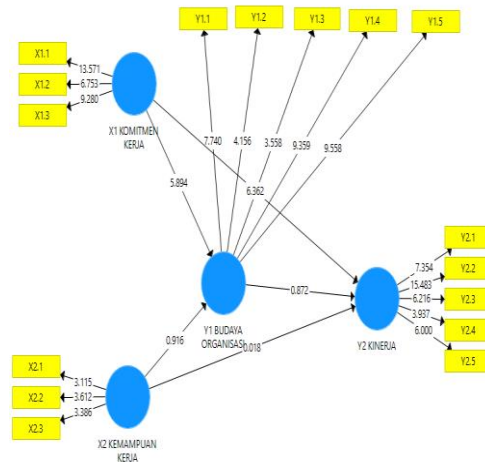 Y1.1
Y1.2
Y1.3
Y1.4
Y1.5
X1.1
X1.2
X1.3
13.571
6.753
9.280
X1 KOMITMEN
KERJA
7.740
4.156
3.558
9.359
9.558
5.894
6.362
Y1 BUDAYA
ORGANISASI
0.872
Y2 KINERJA
7.354
15.483
6.216
3.937
6.000
Y2.1
Y2.2
Y2.3
Y2.4
Y2.5
0.916
0.018
X2.1
X2.2
X2.3
3.115
3.612
3.386
X2 KEMAMPUAN
KERJA